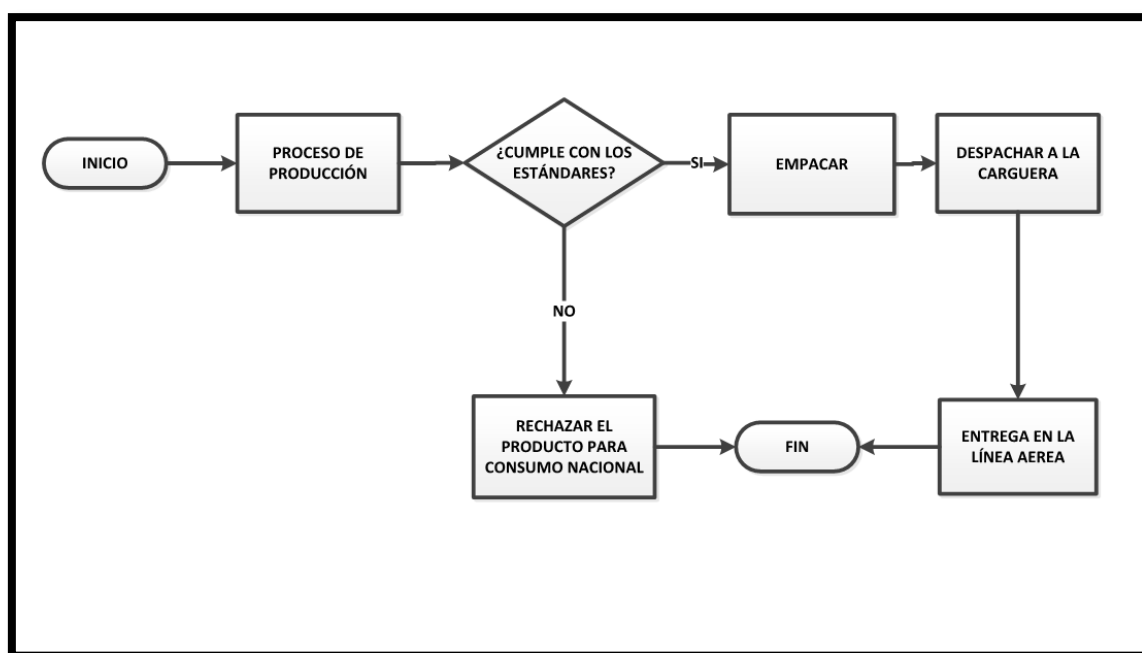 INICIO
PROCESO DE
PRODUCCIÓN
¿CUMPLE CON LOS
ESTÁNDARES?
SI
EMPACAR
DESPACHAR A LA
CARGUERA
NO
RECHAZAR EL
PRODUCTO PARA
CONSUMO NACIONAL
FIN
ENTREGA EN LA
LÍNEA AEREA